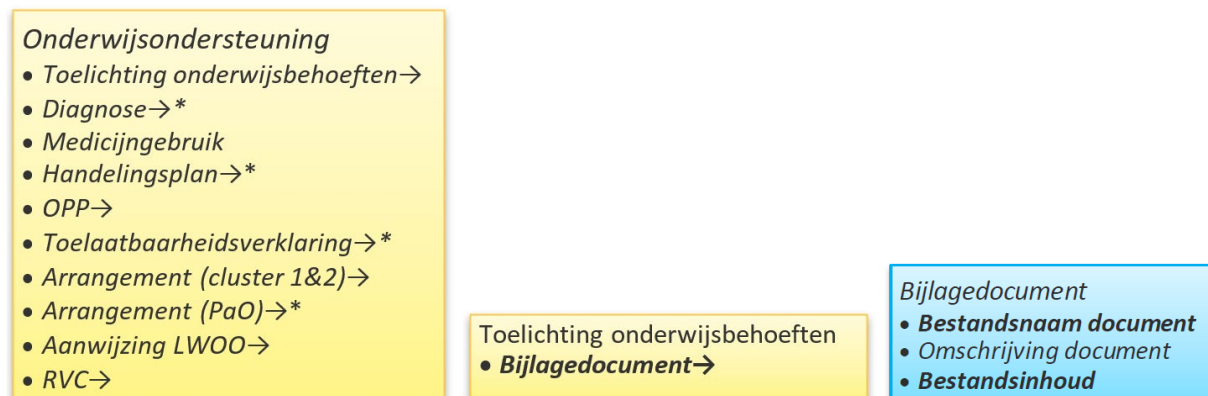 Onderwijsondersteuning
• Toelichting onderwijsbehoeften→
• Diagnose→*
• Medicijngebruik
• Handelingsplan→*
• OPP→
• Toelaatbaarheidsverklaring→*
• Arrangement (cluster 1&2)→
• Arrangement (PaO)→*
• Aanwijzing LWOO→
• RVC→
Toelichting onderwijsbehoeften
• Bijlagedocument→
Bijlagedocument
• Bestandsnaam document
• Omschrijving document
• Bestandsinhoud